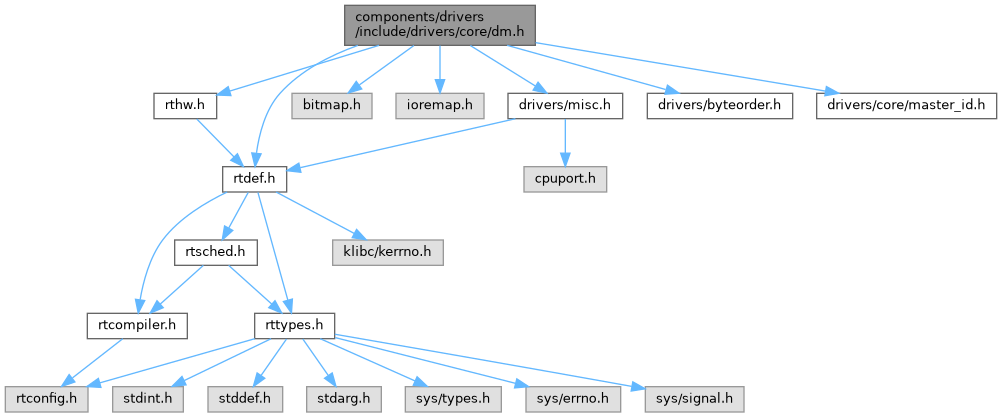 components/drivers
/include/drivers/core/dm.h
rthw.h
bitmap.h
ioremap.h
drivers/misc.h
drivers/byteorder.h
drivers/core/master_id.h
rtdef.h
cpuport.h
rtsched.h
klibc/kerrno.h
rtcompiler.h
rttypes.h
rtconfig.h
stdint.h
stddef.h
stdarg.h
sys/types.h
sys/errno.h
sys/signal.h